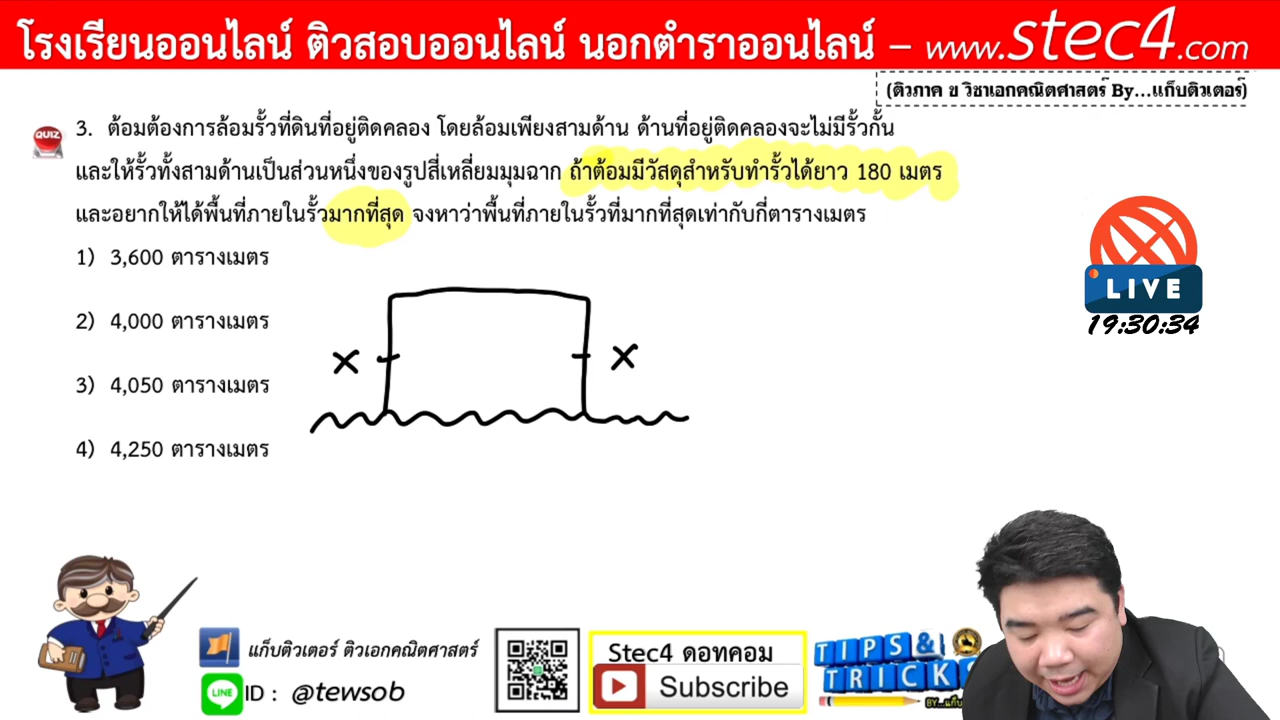 โรงเรียนออนไลน์ ติวสอบออนไลน์ นอกตำราออนไลน์ – www.stec4.com
(ติวภาค ข วิชาเอกคณิตศาสตร์ By...แก๊บติวเตอร์)
QUIZ
3. ต้อมต้องการล้อมรั้วที่ดินที่อยู่ติดคลอง โดยล้อมเพียงสามด้าน ด้านที่อยู่ติดคลองจะไม่มีรั้วกั้น
และให้รั้วทั้งสามด้านเป็นส่วนหนึ่งของรูปสี่เหลี่ยมมุมฉาก ถ้าต้อมมีวัสดุสำหรับทำรั้วได้ยาว 180 เมตร
และอยากให้ได้พื้นที่ภายในรั้วมากที่สุด จงหาว่าพื้นที่ภายในรั้วที่มากที่สุดเท่ากับกี่ตารางเมตร
1) 3,600 ตารางเมตร
2) 4,000 ตารางเมตร
3) 4,050 ตารางเมตร
4) 4,250 ตารางเมตร
x x
LIVE
19:30:34
แก๊บติวเตอร์ ติวเอกคณิตศาสตร์
LINE ID : @tewsob
Stec4 ดอทคอม
Subscribe
TIPS &
TRICK